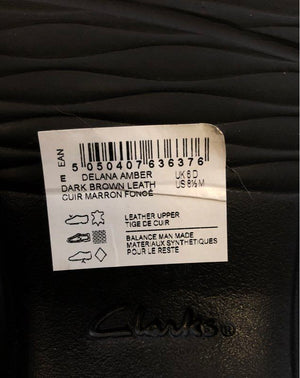 EAN
5 050407 636376
E DELANA AMBER UK 6 D
DARK BROWN LEATH US 8½ M
CUIR MARRON FONCÉ
LEATHER UPPER
TIGE DE CUIR
BALANCE MAN MADE
MATERIAUX SYNTHETIQUES
POUR LE RESTE
Clarks®